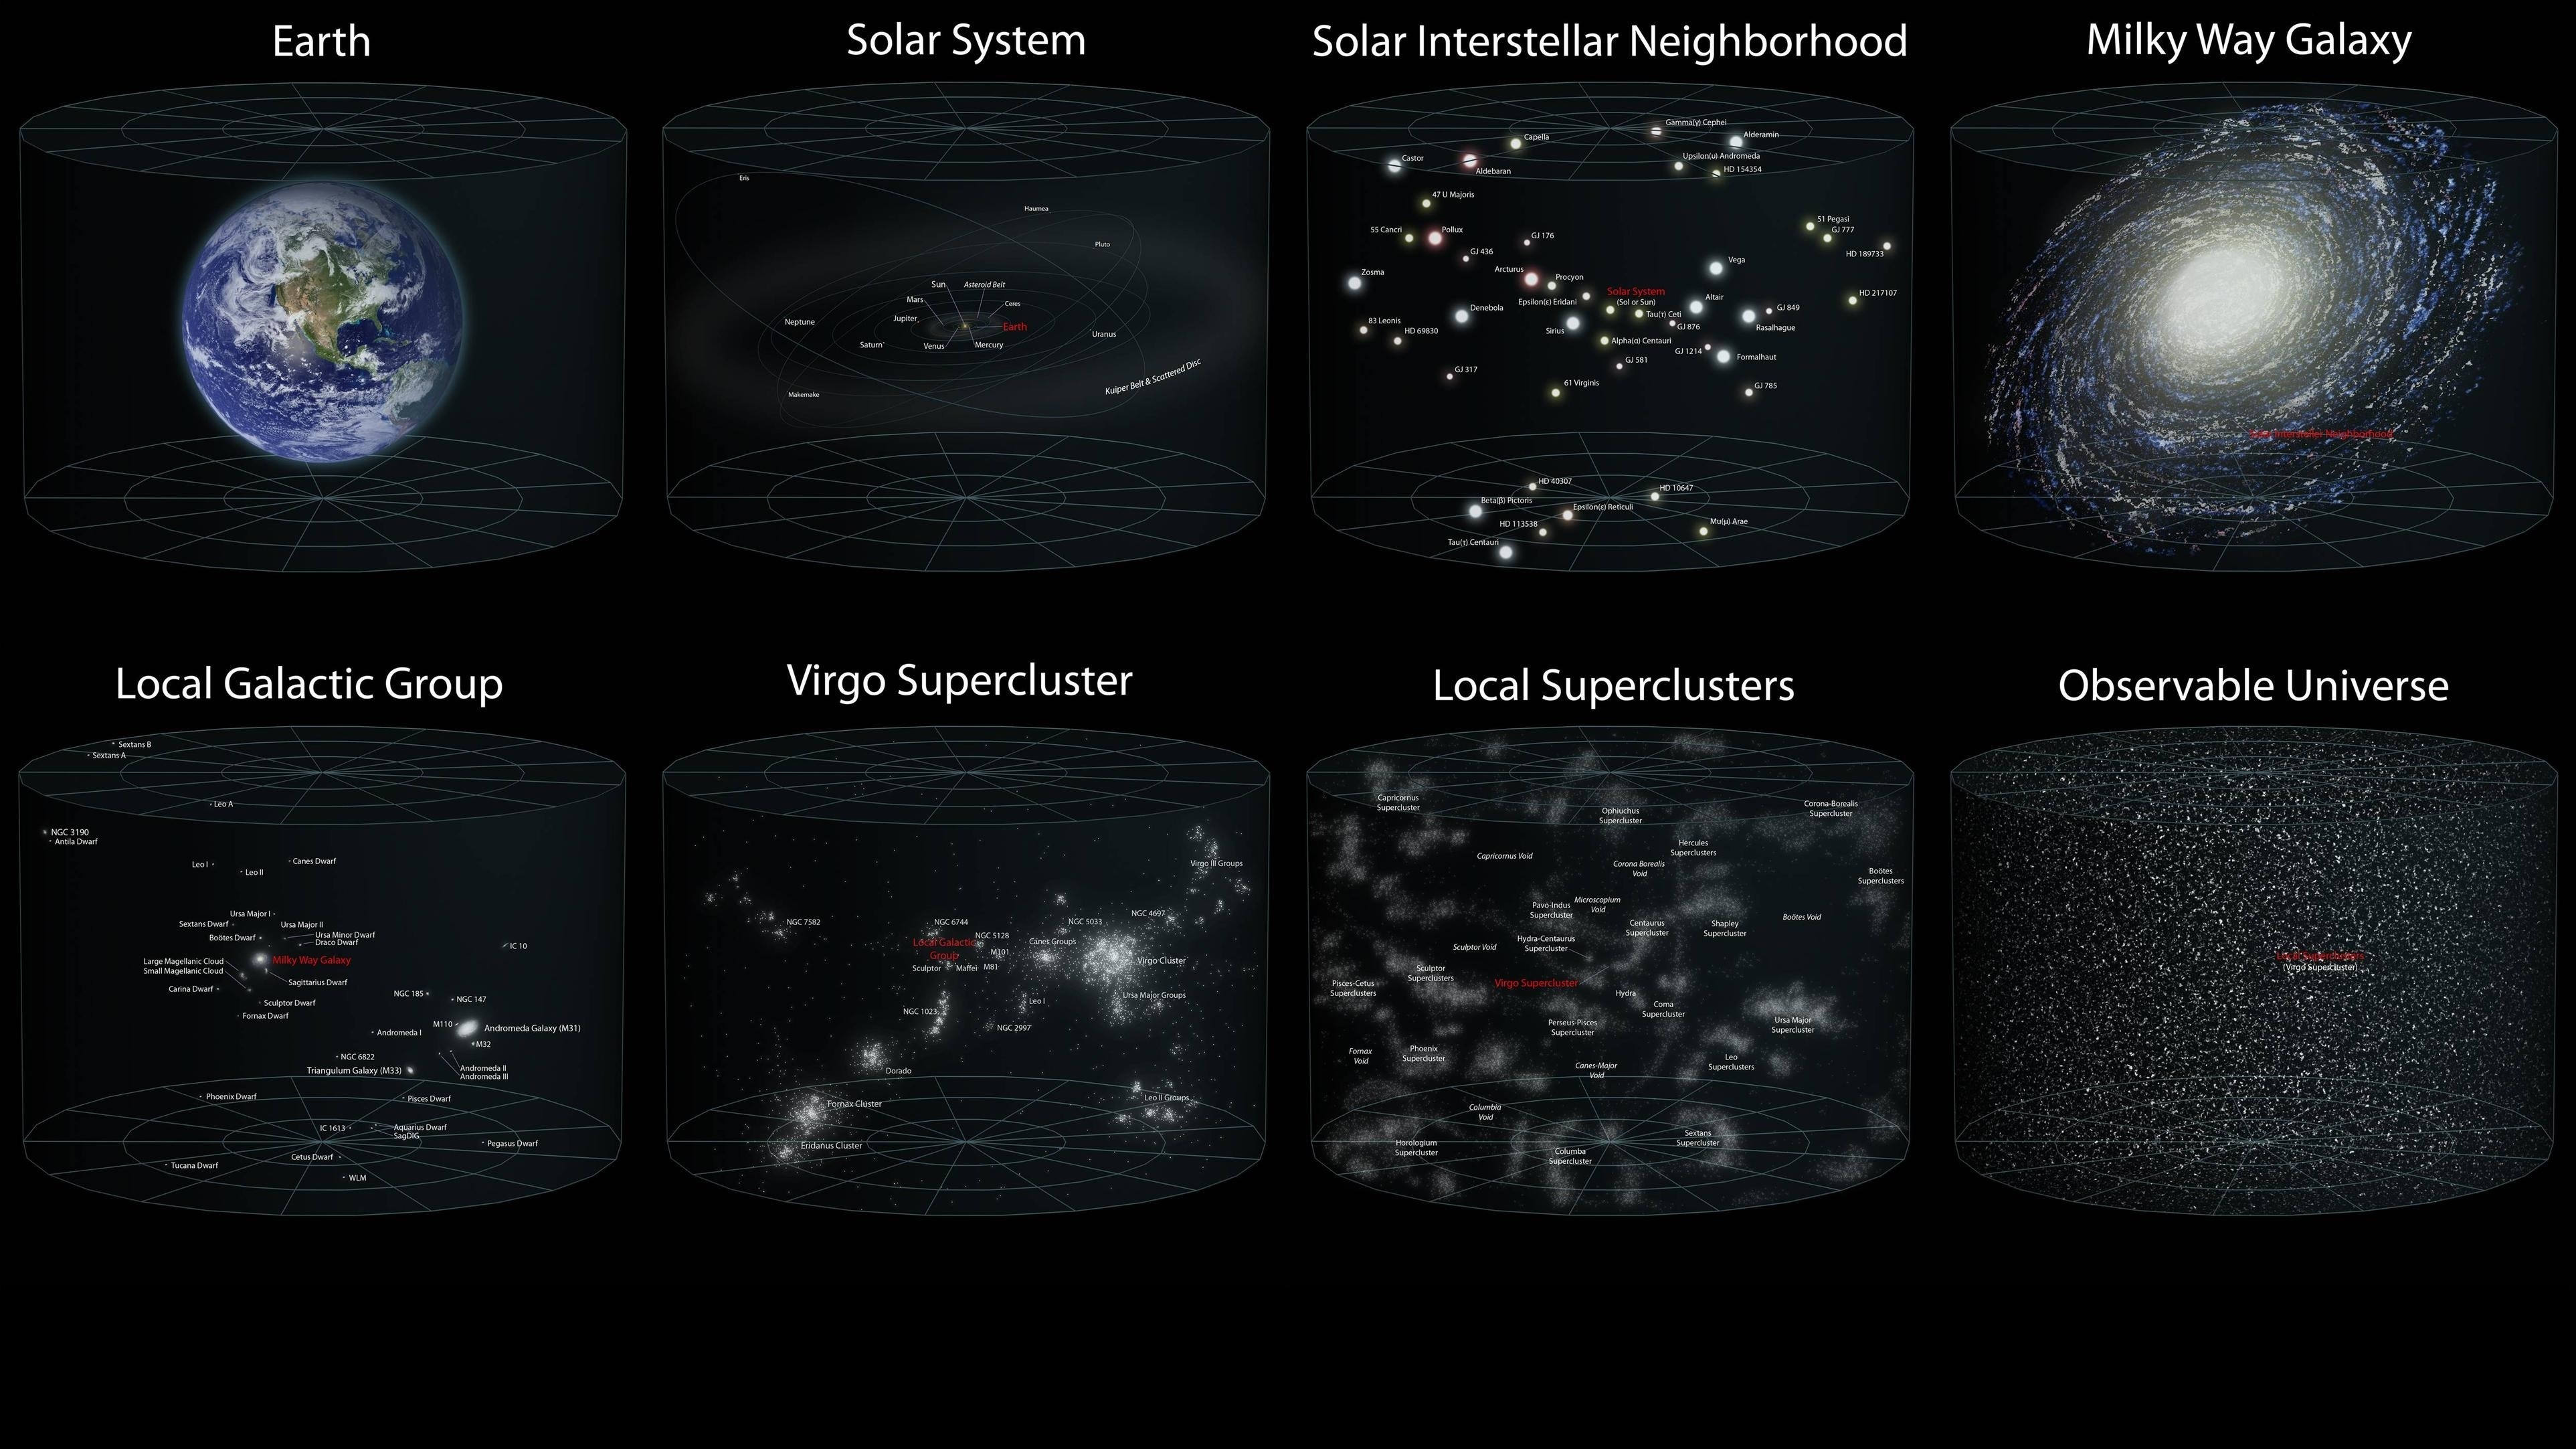 Earth
Solar System
Solar Interstellar Neighborhood
Milky Way Galaxy
Eris
Haumea
Pluto
Sun
Asteroid Belt
Mars
Ceres
Jupiter
Earth
Neptune
Uranus
Saturn
Venus
Mercury
Kuiper Belt & Scattered Disc
Makemake
Gamma(γ) Cephei
Capella
Alderamin
Castor
Upsilon(υ) Andromeda
Aldebaran
HD 154354
47 U Majoris
51 Pegasi
55 Cancri
Pollux
GJ 777
GJ 176
GJ 436
HD 189733
Vega
Zosma
Arcturus
Procyon
Solar System
(Sol or Sun)
Epsilon(ε) Eridani
Altair
HD 217107
Denebola
Tau(τ) Ceti
GJ 849
83 Leonis
HD 69830
Sirius
GJ 876
Rasalhague
Alpha(α) Centauri
GJ 1214
Formalhaut
GJ 581
GJ 317
61 Virginis
GJ 785
HD 40307
HD 10647
Beta(β) Pictoris
Epsilon(ε) Reticuli
HD 113538
Mu(μ) Arae
Tau(τ) Centauri
Solar Interstellar Neighborhood
Local Galactic Group
Virgo Supercluster
Local Superclusters
Observable Universe
Sextans B
Sextans A
Leo A
NGC 3190
Antila Dwarf
Leo I
Canes Dwarf
Leo II
Ursa Major I
Sextans Dwarf
Ursa Major II
Boötes Dwarf
Ursa Minor Dwarf
Draco Dwarf
IC 10
Large Magellanic Cloud
Milky Way Galaxy
Small Magellanic Cloud
Carina Dwarf
Sagittarius Dwarf
NGC 185
NGC 147
Sculptor Dwarf
Fornax Dwarf
M110
Andromeda Galaxy (M31)
Andromeda I
M32
NGC 6822
Triangulum Galaxy (M33)
Andromeda II
Andromeda III
Phoenix Dwarf
Pisces Dwarf
IC 1613
Aquarius Dwarf
SagDIG
Pegasus Dwarf
Cetus Dwarf
Tucana Dwarf
WLM
Virgo III Groups
NGC 7582
NGC 6744
NGC 5033
NGC 4697
NGC 5128
Local Galactic
Group
Canes Groups
M101
Sculptor
Maffei
M81
Virgo Cluster
Leo I
Ursa Major Groups
NGC 1023
NGC 2997
Dorado
Fornax Cluster
Leo II Groups
Eridanus Cluster
Capricornus
Supercluster
Ophiuchus
Supercluster
Corona-Borealis
Supercluster
Hercules
Superclusters
Capricornus Void
Corona Borealis
Void
Boötes
Superclusters
Pavo-Indus
Supercluster
Microscopium
Void
Centaurus
Supercluster
Shapley
Supercluster
Boötes Void
Hydra-Centaurus
Supercluster
Sculptor Void
Sculptor
Superclusters
Pisces-Cetus
Superclusters
Virgo Supercluster
Hydra
Coma
Supercluster
Perseus-Pisces
Supercluster
Ursa Major
Supercluster
Fornax
Void
Phoenix
Supercluster
Canes-Major
Void
Leo
Superclusters
Columbia
Void
Horologium
Supercluster
Columba
Supercluster
Sextans
Supercluster
Local Superclusters
(Virgo Supercluster)